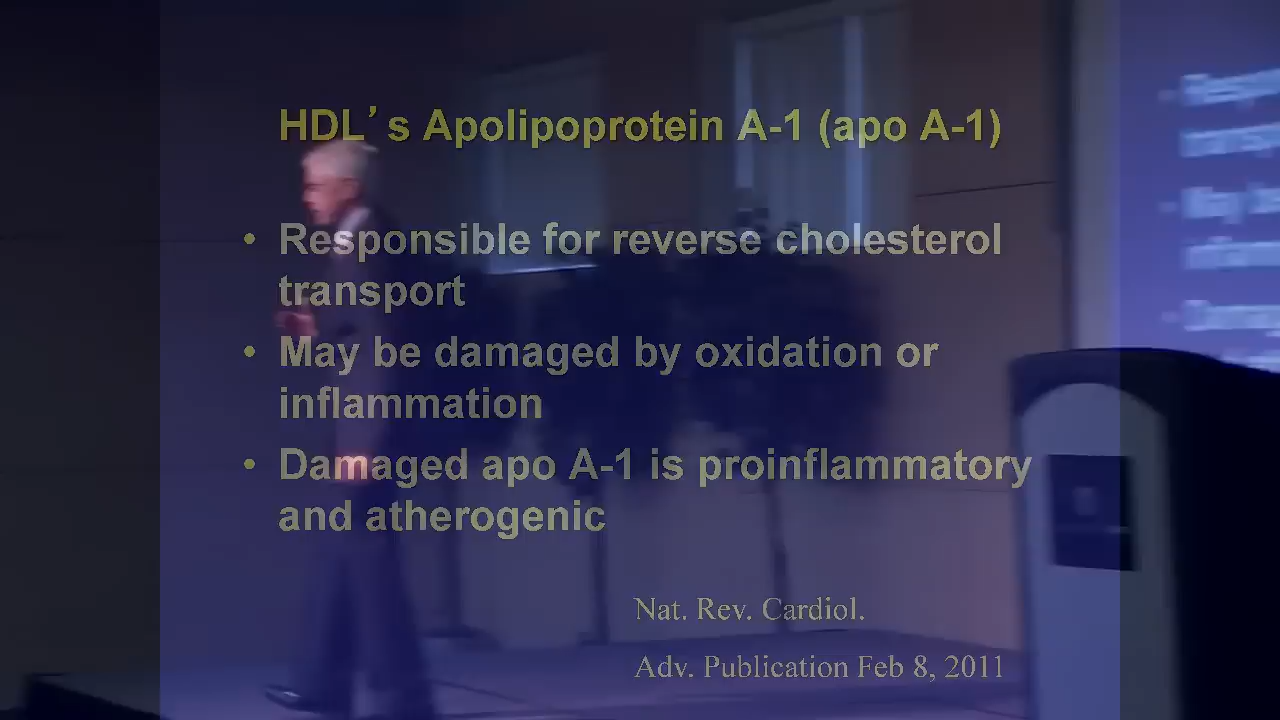 HDL’s Apolipoprotein A-1 (apo A-1)
• Responsible for reverse cholesterol
transport
• May be damaged by oxidation or
inflammation
• Damaged apo A-1 is proinflammatory
and atherogenic
Nat. Rev. Cardiol.
Adv. Publication Feb 8, 2011